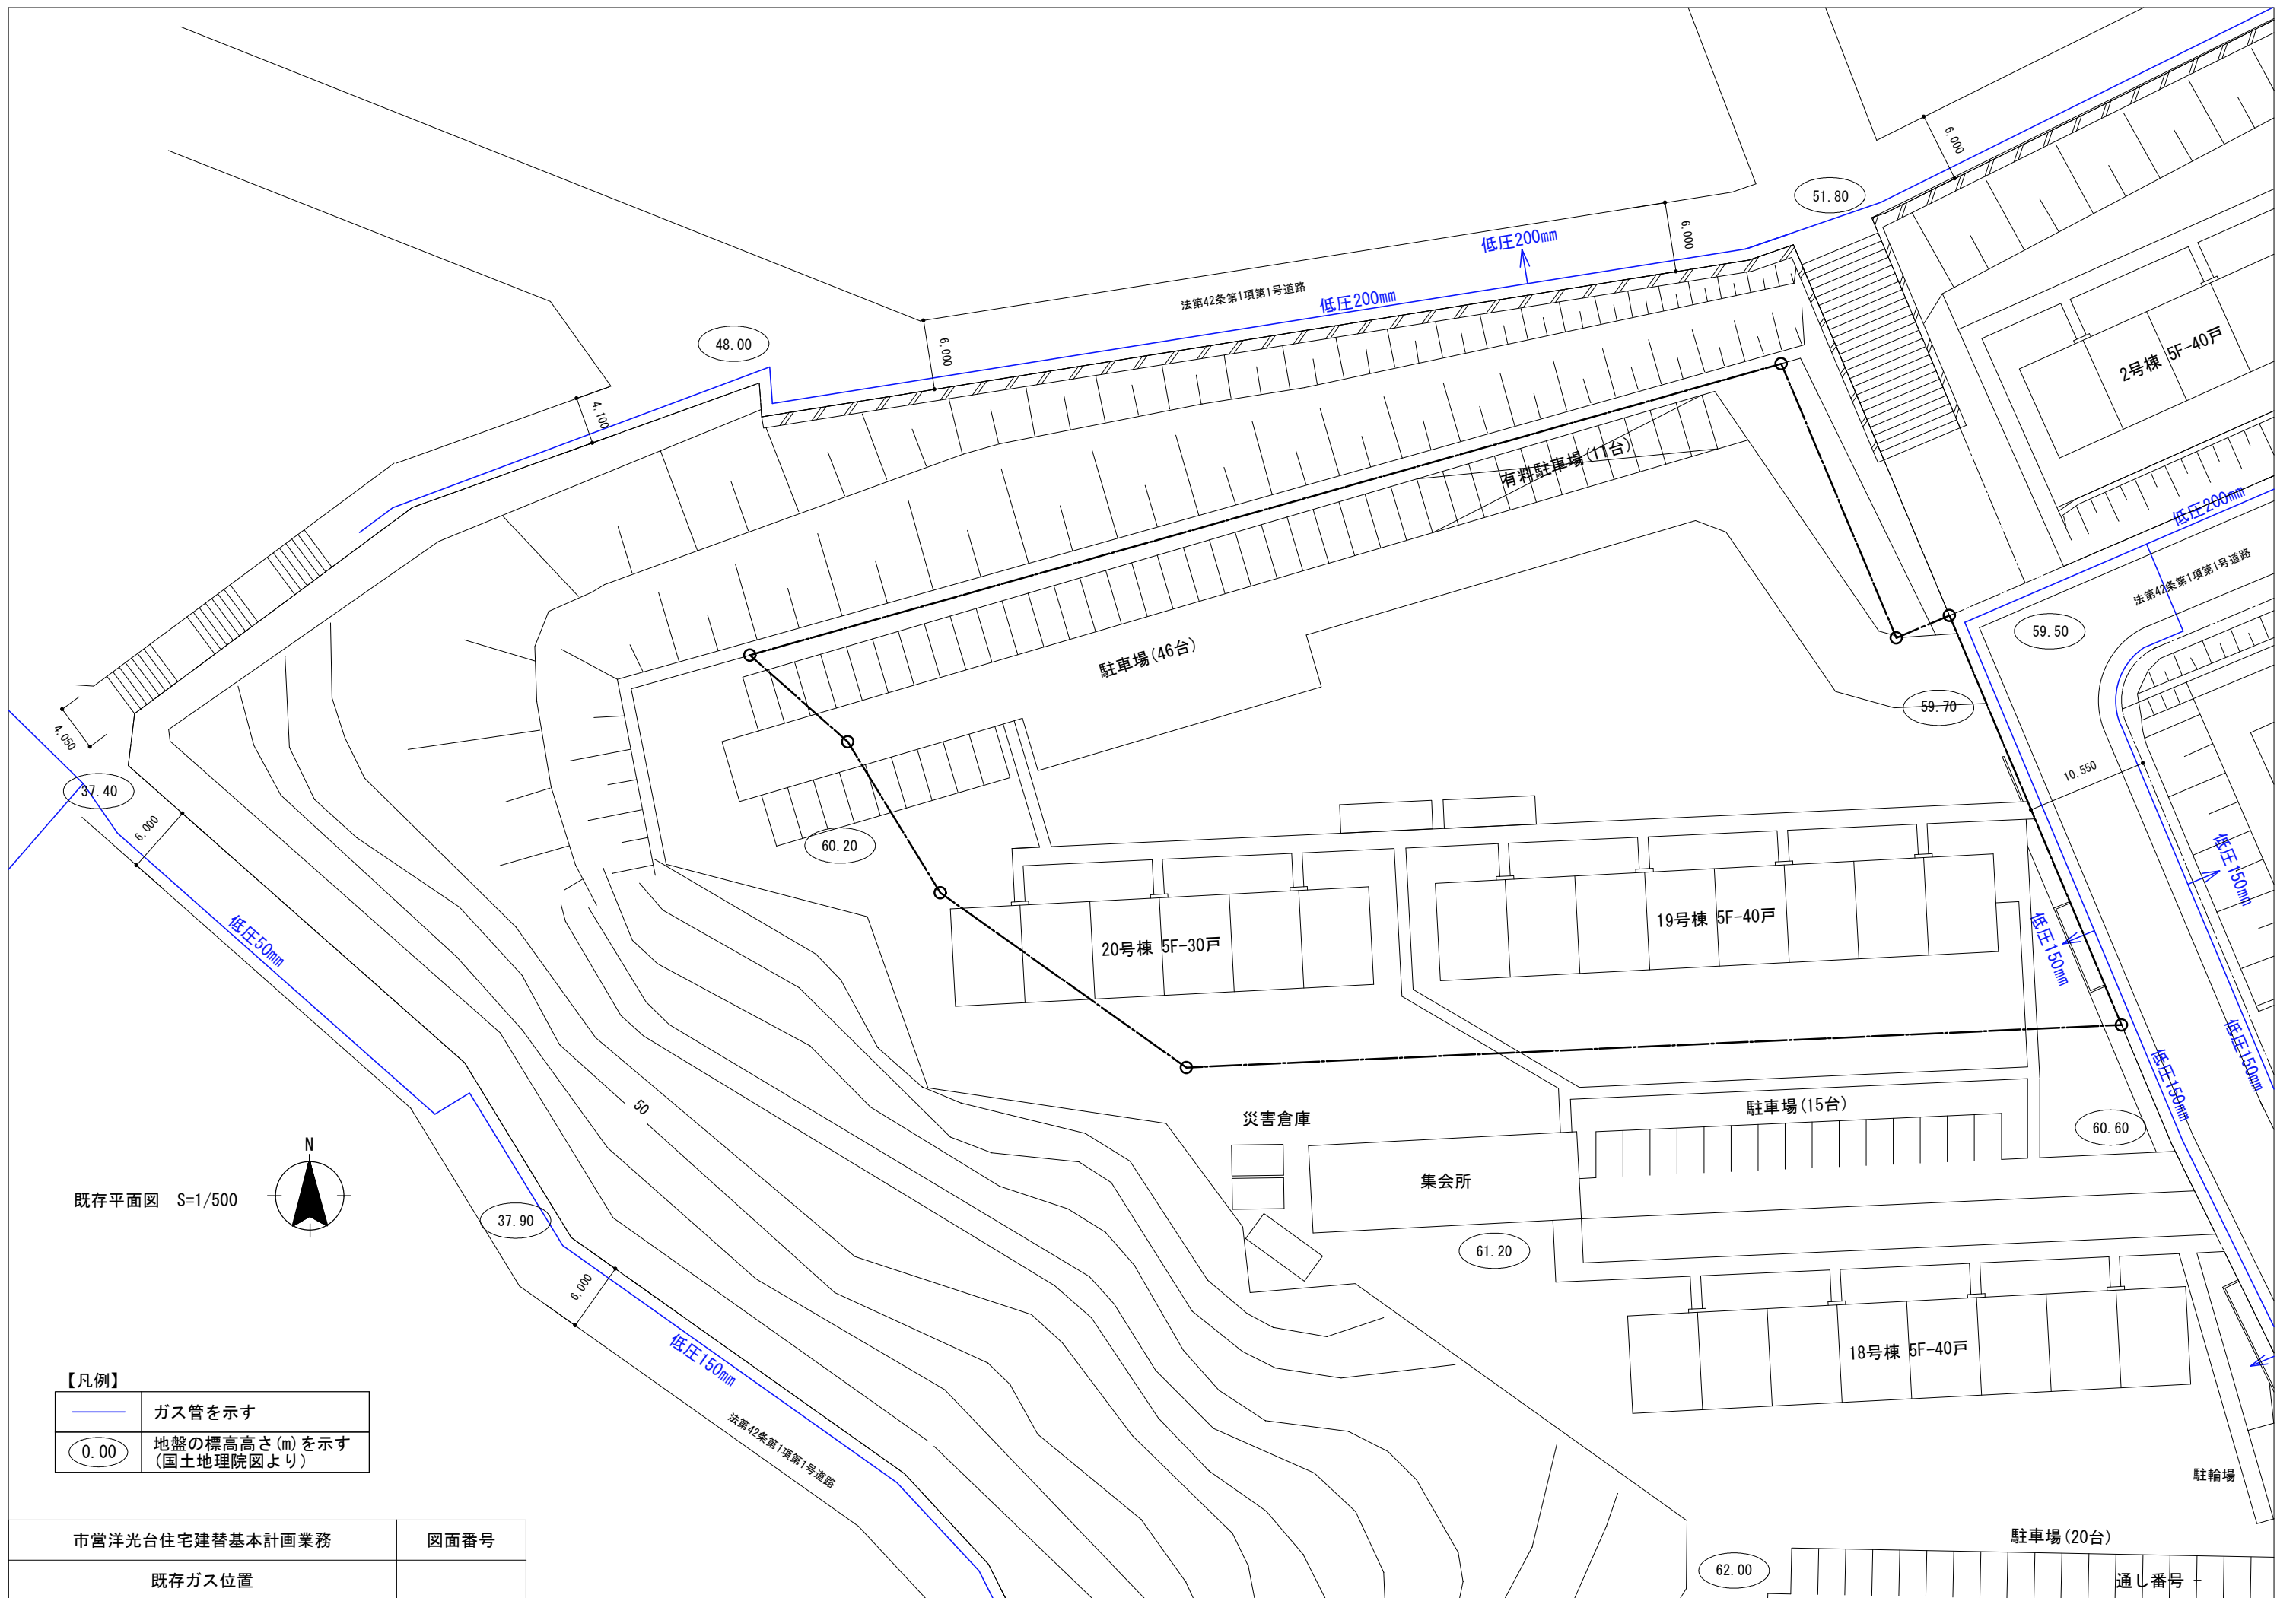 6.000
51.80
6.000
低圧200㎜
法第42条第1項第1号道路
低圧200㎜
48.00
6.000
2号棟 5F-40戸
4.100
有料駐車場(11台)
低圧200㎜
法第42条第1項第1号道路
59.50
駐車場(46台)
59.70
4.050
37.40
10.550
6.000
60.20
低圧150㎜
19号棟 5F-40戸
20号棟 5F-30戸
低圧50㎜
低圧150㎜
低圧150㎜
低圧150㎜
50
災害倉庫
駐車場(15台)
60.60
N
集会所
既存平面図 S=1/500
37.90
61.20
6.000
低圧150㎜
18号棟 5F-40戸
【凡例】
ガス管を示す
0.00
地盤の標高高さ(m)を示す
(国土地理院図より)
法第42条第1項第1号道路
駐輪場
駐車場(20台)
62.00
通し番号 -
市営洋光台住宅建替基本計画業務
図面番号
既存ガス位置